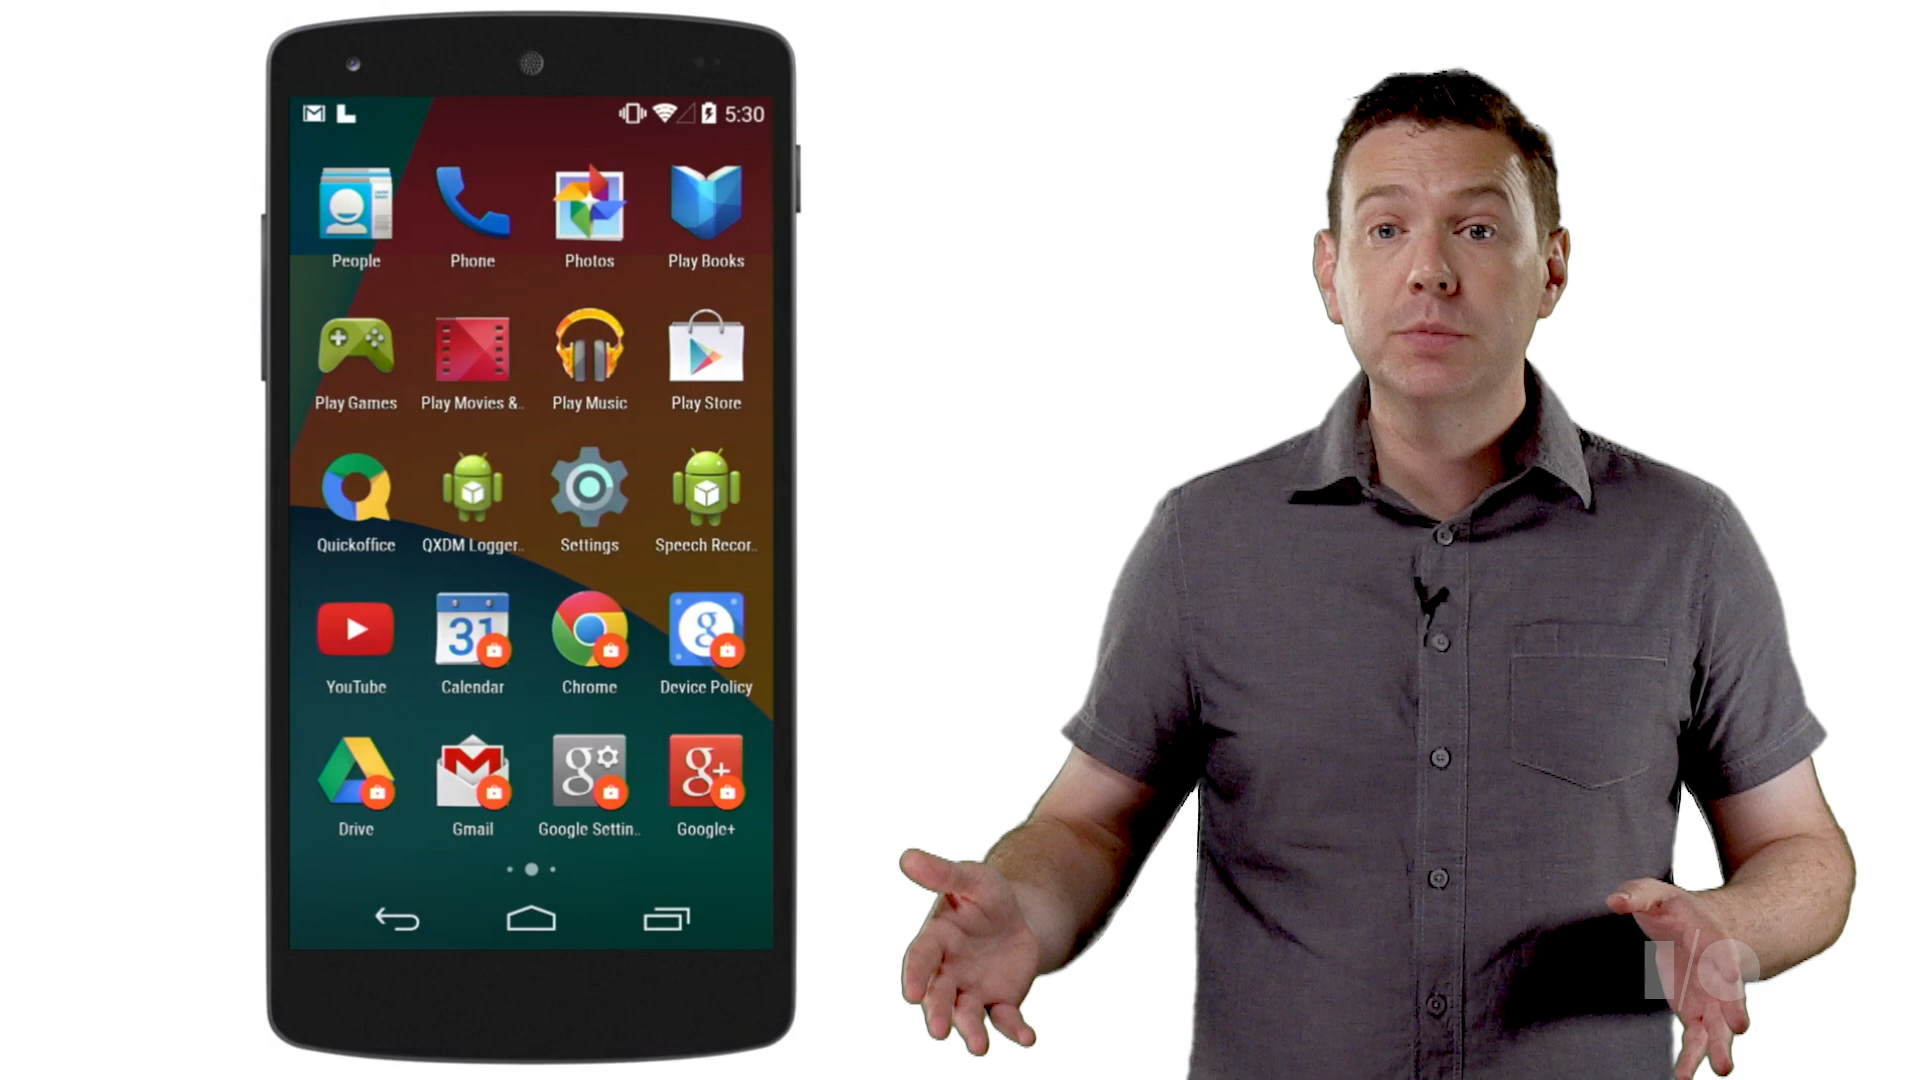 5:30
People Phone Photos Play Books
Play Games Play Movies &.. Play Music Play Store
Quickoffice QXDM Logger.. Settings Speech Recor..
31
g
YouTube Calendar Chrome Device Policy
g g+
Drive Gmail Google Settin.. Google+
I/O